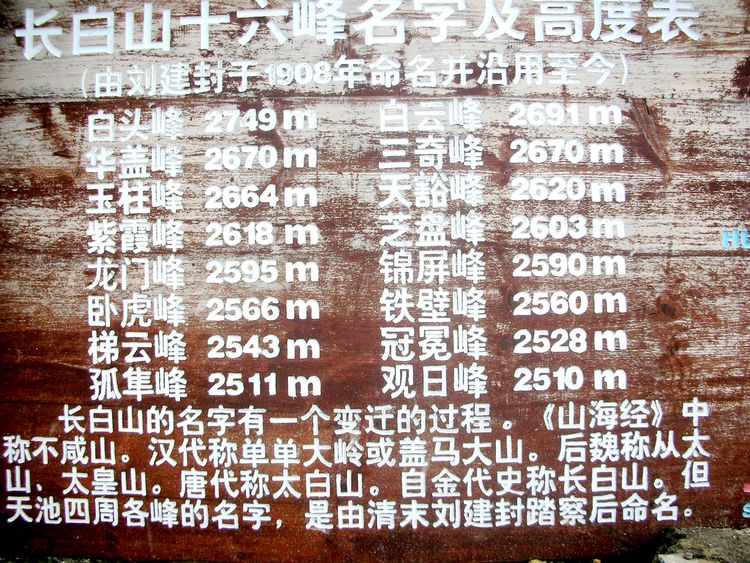 长白山十六峰名字及高度表
(由刘建封于1908年命名并沿用至今)
白头峰 2749 m 白云峰 2691 m
华盖峰 2670 m 三奇峰 2670 m
玉柱峰 2664 m 天豁峰 2620 m
紫霞峰 2618 m 芝盘峰 2603 m
龙门峰 2595 m 锦屏峰 2590 m
卧虎峰 2566 m 铁壁峰 2560 m
梯云峰 2543 m 冠冕峰 2528 m
孤隼峰 2511 m 观日峰 2510 m
长白山的名字有一个变迁的过程。《山海经》中
称不咸山。汉代称单单大岭或盖马大山。后魏称从太
山、太皇山。唐代称太白山。自金代史称长白山。但
天池四周各峰的名字，是由清末刘建封踏察后命名。